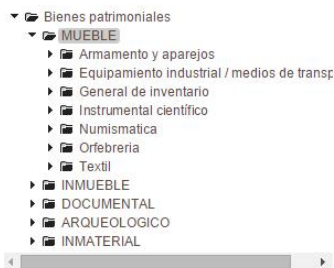 Bienes patrimoniales
MUEBLE
Armamento y aparejos
Equipamiento industrial / medios de transp
General de inventario
Instrumental científico
Numismatica
Orfebreria
Textil
INMUEBLE
DOCUMENTAL
ARQUEOLOGICO
INMATERIAL